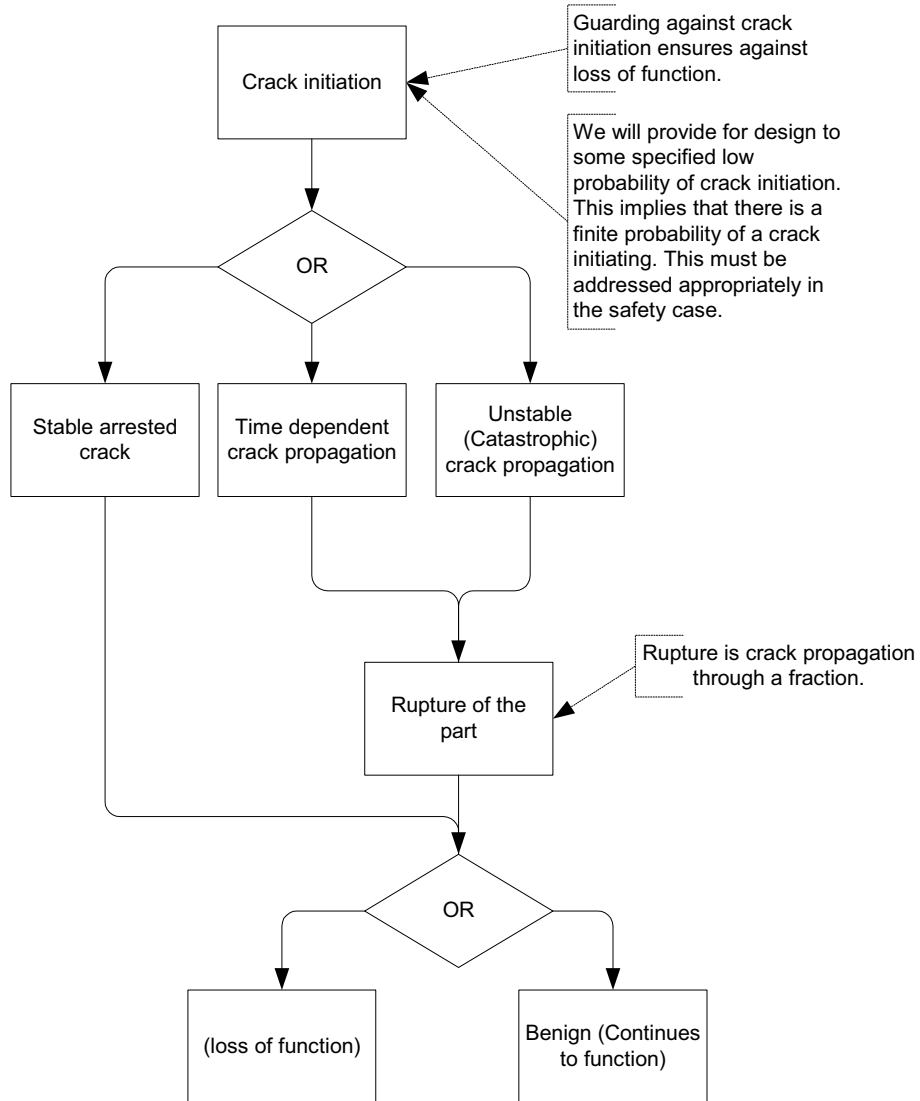 Guarding against crack
initiation ensures against
loss of function.
Crack initiation
We will provide for design to
some specified low
probability of crack initiation.
This implies that there is a
finite probability of a crack
initiating. This must be
addressed appropriately in
the safety case.
OR
Stable arrested
crack
Time dependent
crack propagation
Unstable
(Catastrophic)
crack propagation
Rupture is crack propagation
through a fraction.
Rupture of the
part
OR
(loss of function)
Benign (Continues
to function)